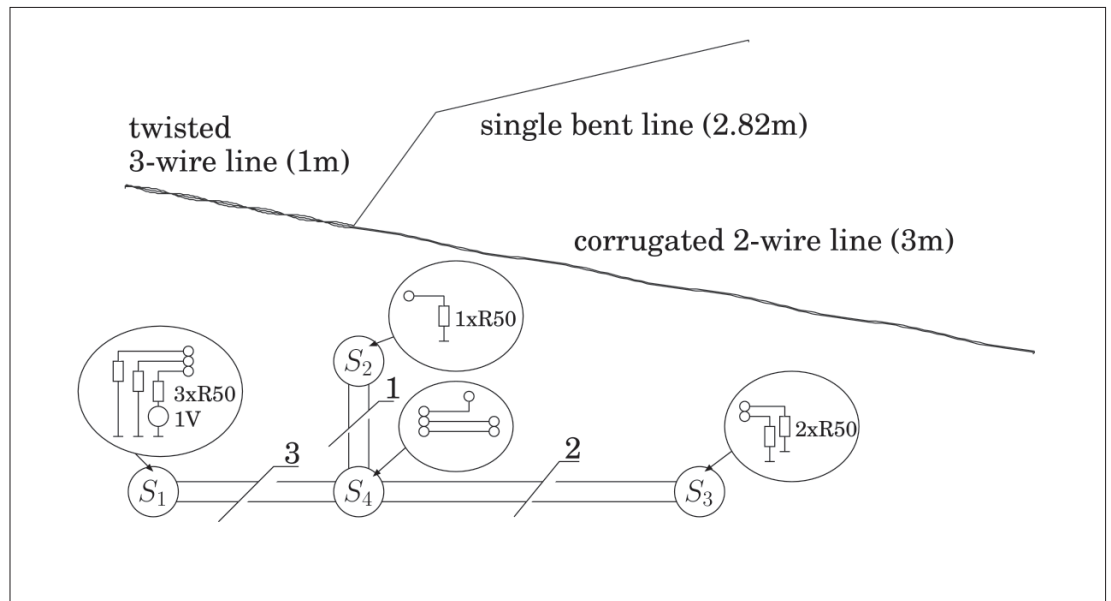 twisted
3-wire line (1m)
single bent line (2.82m)
corrugated 2-wire line (3m)
1xR50
S2
3xR50
1V
1
2xR50
3
2
S1
S4
S3